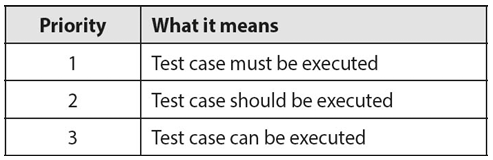 Priority What it means
1 Test case must be executed
2 Test case should be executed
3 Test case can be executed